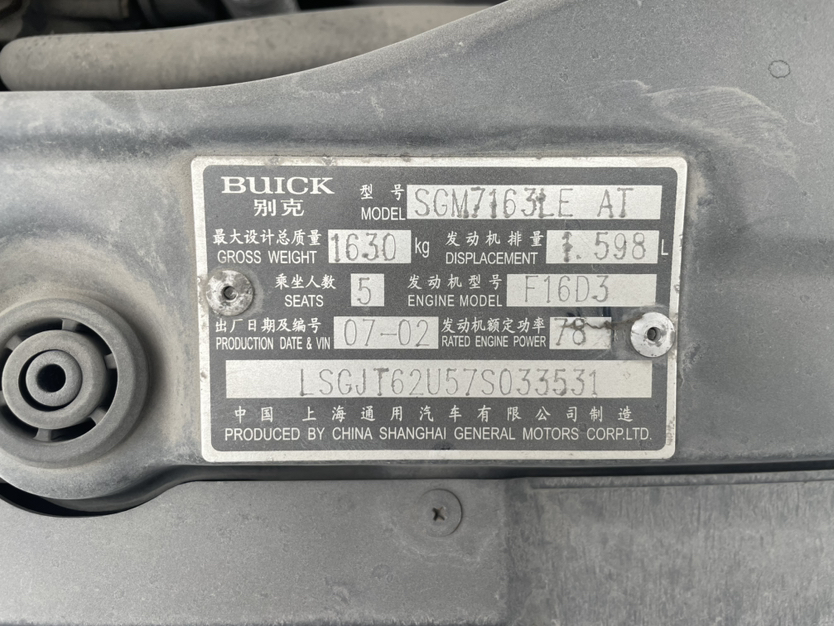 BUICK 型号
别克 MODEL SGM7163LE AT
最大设计总质量 1630 kg 发动机排量 1.598 L
GROSS WEIGHT DISPLACEMENT
乘坐人数 5 发动机型号 F16D3
SEATS ENGINE MODEL
出厂日期及编号 07-02 发动机额定功率 78
PRODUCTION DATE & VIN RATED ENGINE POWER
LSGJT62U57S033531
中国 上海通用汽车有限公司制造
PRODUCED BY CHINA SHANGHAI GENERAL MOTORS CORP.LTD.